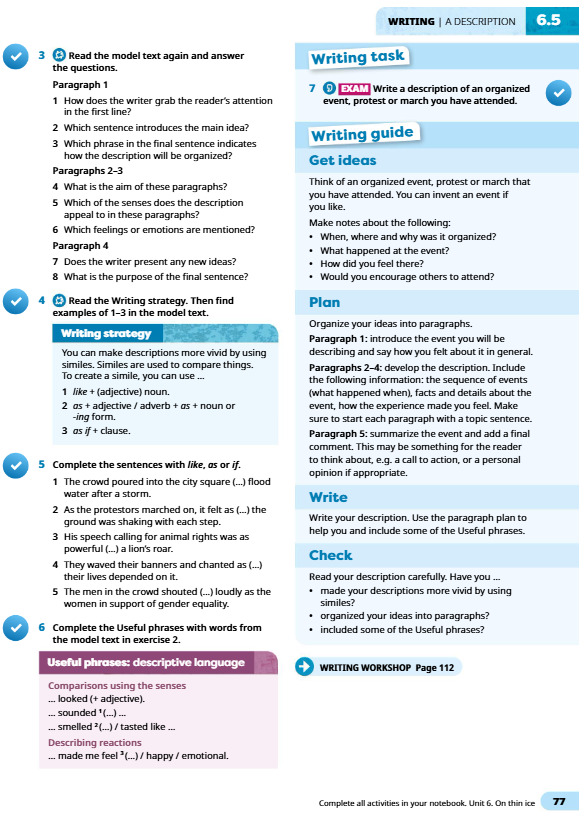 WRITING | A DESCRIPTION 6.5
3 Read the model text again and answer
the questions.
Paragraph 1
1 How does the writer grab the reader's attention
in the first line?
2 Which sentence introduces the main idea?
3 Which phrase in the final sentence indicates
how the description will be organized?
Paragraphs 2–3
4 What is the aim of these paragraphs?
5 Which of the senses does the description
appeal to in these paragraphs?
6 Which feelings or emotions are mentioned?
Paragraph 4
7 Does the writer present any new ideas?
8 What is the purpose of the final sentence?
4 Read the Writing strategy. Then find
examples of 1–3 in the model text.
Writing strategy
You can make descriptions more vivid by using
similes. Similes are used to compare things.
To create a simile, you can use ...
1 like + (adjective) noun.
2 as + adjective / adverb + as + noun or
-ing form.
3 as if + clause.
5 Complete the sentences with like, as or if.
1 The crowd poured into the city square (...) flood
water after a storm.
2 As the protestors marched on, it felt as (...) the
ground was shaking with each step.
3 His speech calling for animal rights was as
powerful (...) a lion's roar.
4 They waved their banners and chanted as (...)
their lives depended on it.
5 The men in the crowd shouted (...) loudly as the
women in support of gender equality.
6 Complete the Useful phrases with words from
the model text in exercise 2.
Useful phrases: descriptive language
Comparisons using the senses
... looked (+ adjective).
... sounded ¹(...) ...
... smelled ²(...) / tasted like ...
Describing reactions
... made me feel ³(...) / happy / emotional.
Writing task
7 EXAM Write a description of an organized
event, protest or march you have attended.
Writing guide
Get ideas
Think of an organized event, protest or march that
you have attended. You can invent an event if
you like.
Make notes about the following:
• When, where and why was it organized?
• What happened at the event?
• How did you feel there?
• Would you encourage others to attend?
Plan
Organize your ideas into paragraphs.
Paragraph 1: introduce the event you will be
describing and say how you felt about it in general.
Paragraphs 2–4: develop the description. Include
the following information: the sequence of events
(what happened when), facts and details about the
event, how the experience made you feel. Make
sure to start each paragraph with a topic sentence.
Paragraph 5: summarize the event and add a final
comment. This may be something for the reader
to think about, e.g. a call to action, or a personal
opinion if appropriate.
Write
Write your description. Use the paragraph plan to
help you and include some of the Useful phrases.
Check
Read your description carefully. Have you ...
• made your descriptions more vivid by using
similes?
• organized your ideas into paragraphs?
• included some of the Useful phrases?
WRITING WORKSHOP Page 112
Complete all activities in your notebook. Unit 6. On thin ice 77